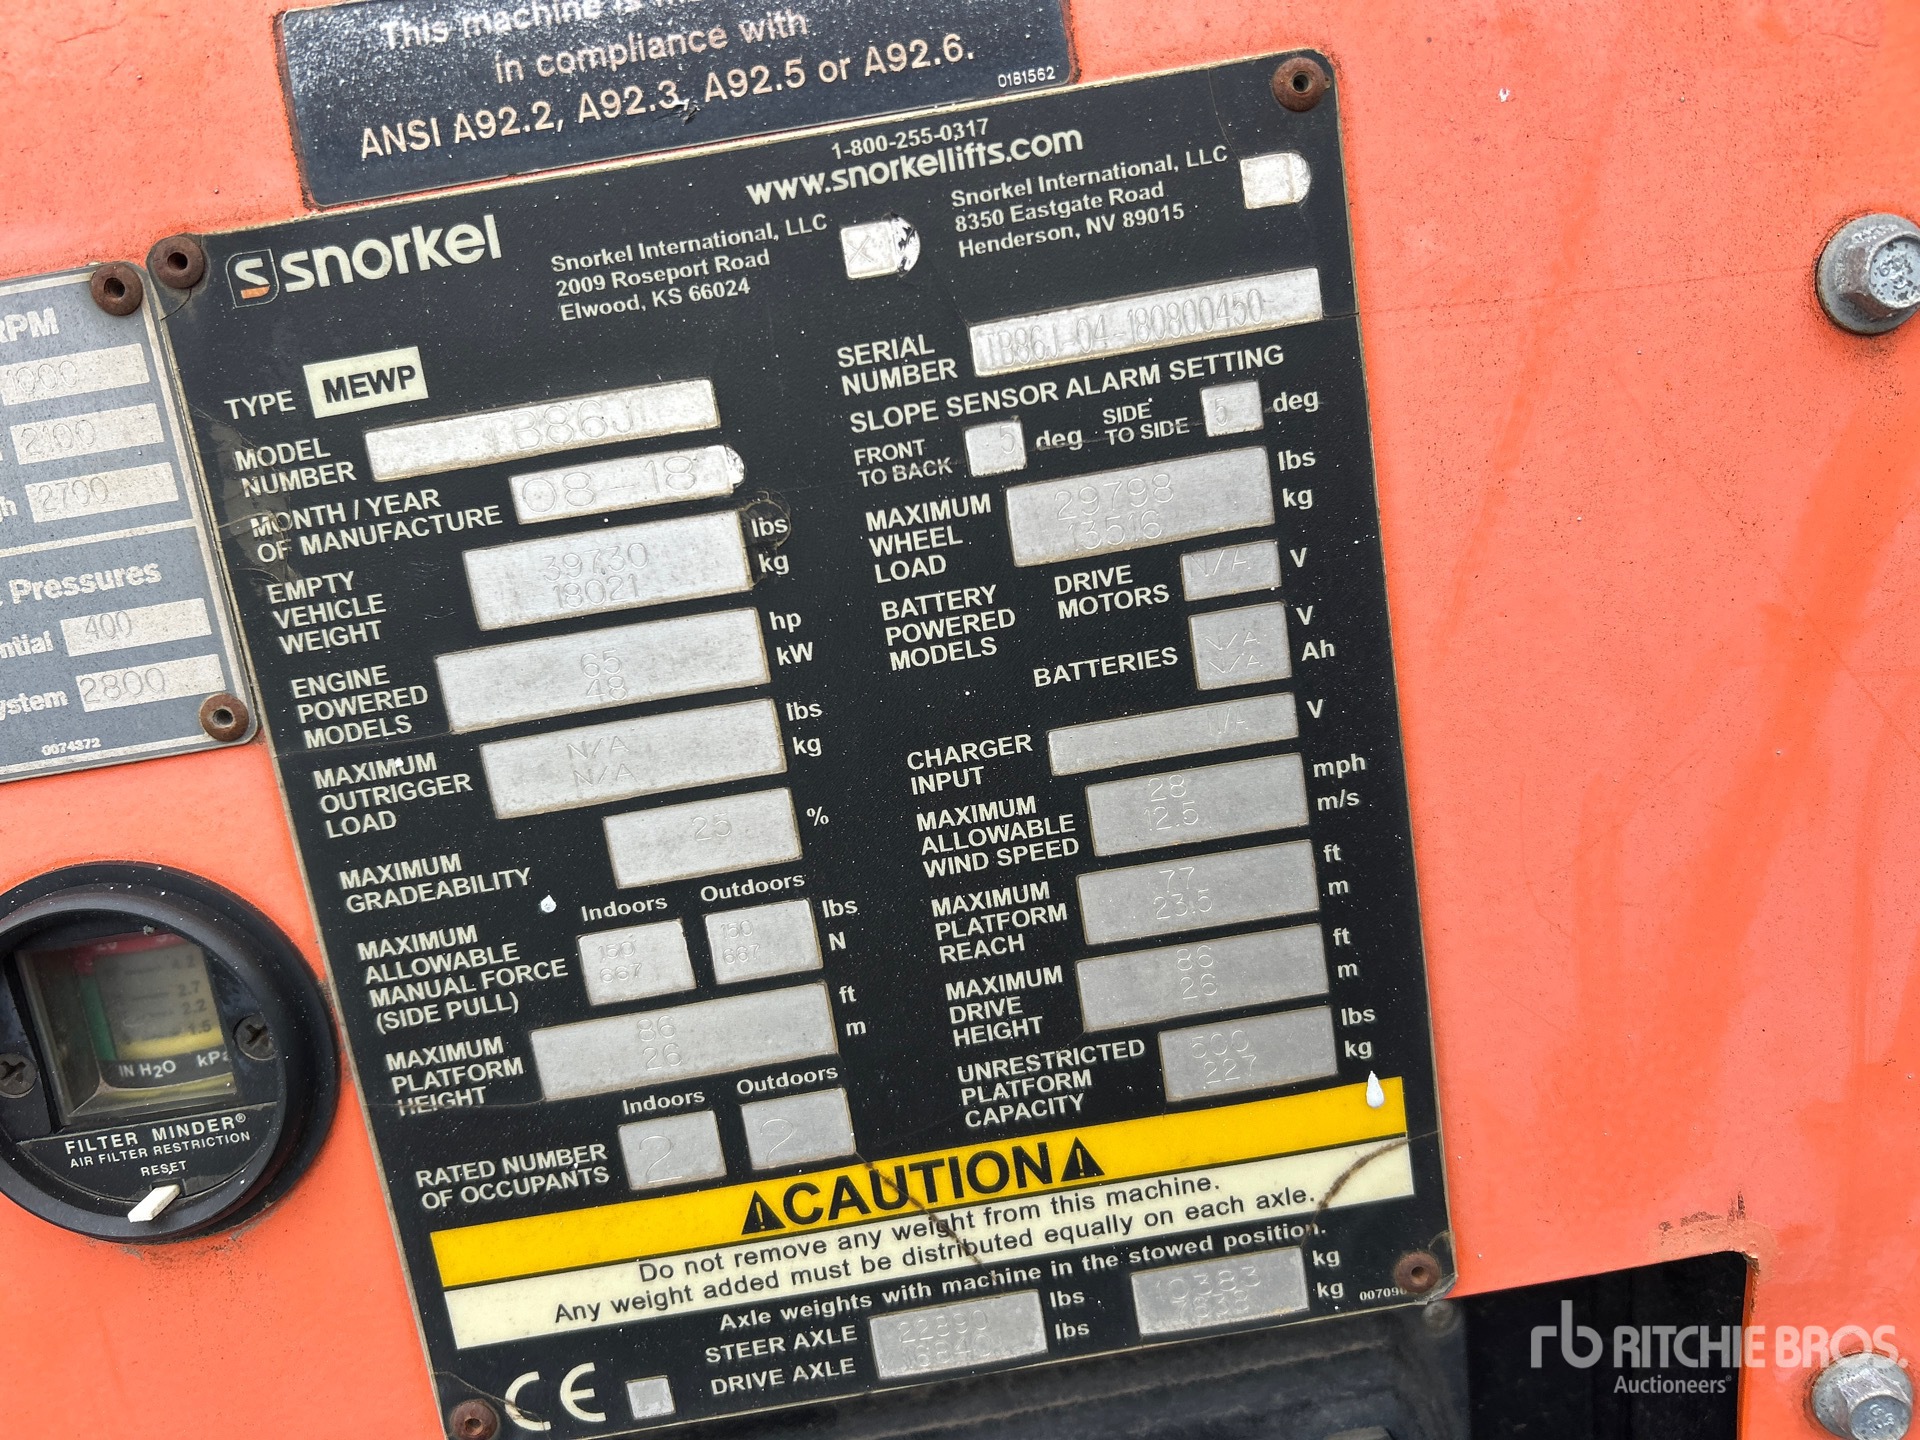 This machine is
in compliance with
ANSI A92.2, A92.3, A92.5 or A92.6.
0181562
RPM
1000
2100
2700
Pressures
400
2800
0074372
1-800-255-0317
www.snorkellifts.com
snorkel
Snorkel International, LLC
2009 Roseport Road
Elwood, KS 66024
X
Snorkel International, LLC
8350 Eastgate Road
Henderson, NV 89015
TYPE MEWP
MODEL NUMBER TB86J
MONTH / YEAR OF MANUFACTURE 08-18
EMPTY VEHICLE WEIGHT 39730 lbs
18021 kg
ENGINE POWERED MODELS 65 hp
48 kW
MAXIMUM OUTRIGGER LOAD N/A lbs
N/A kg
MAXIMUM GRADEABILITY 25 %
Indoors Outdoors
MAXIMUM ALLOWABLE MANUAL FORCE (SIDE PULL) 150 150 lbs
667 667 N
MAXIMUM PLATFORM HEIGHT 86 ft
26 m
Indoors Outdoors
RATED NUMBER OF OCCUPANTS 2 2
SERIAL NUMBER TB86J-04-180800450
SLOPE SENSOR ALARM SETTING
FRONT TO BACK 5 deg SIDE TO SIDE 5 deg
MAXIMUM WHEEL LOAD 29798 lbs
13516 kg
BATTERY POWERED MODELS
DRIVE MOTORS N/A V
BATTERIES N/A V
N/A Ah
CHARGER INPUT N/A V
MAXIMUM ALLOWABLE WIND SPEED 28 mph
12.5 m/s
MAXIMUM PLATFORM REACH 77 ft
23.5 m
MAXIMUM DRIVE HEIGHT 86 ft
26 m
UNRESTRICTED PLATFORM CAPACITY 500 lbs
227 kg
CAUTION
Do not remove any weight from this machine.
Any weight added must be distributed equally on each axle.
Axle weights with machine in the stowed position.
STEER AXLE 22890 lbs 10383 kg
DRIVE AXLE 16840 lbs 7638 kg
CE
IN H2O kPa
FILTER MINDER®
AIR FILTER RESTRICTION
RESET
rb RITCHIE BROS.
Auctioneers